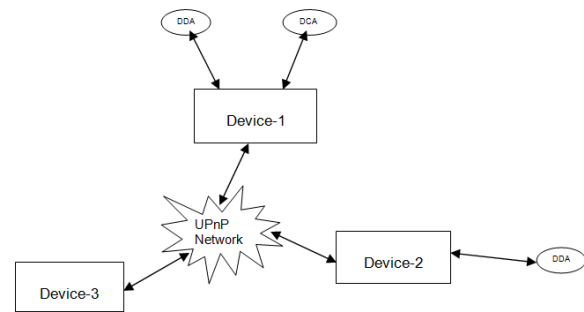 DDA
DCA
Device-1
UPnP
Network
Device-2
DDA
Device-3